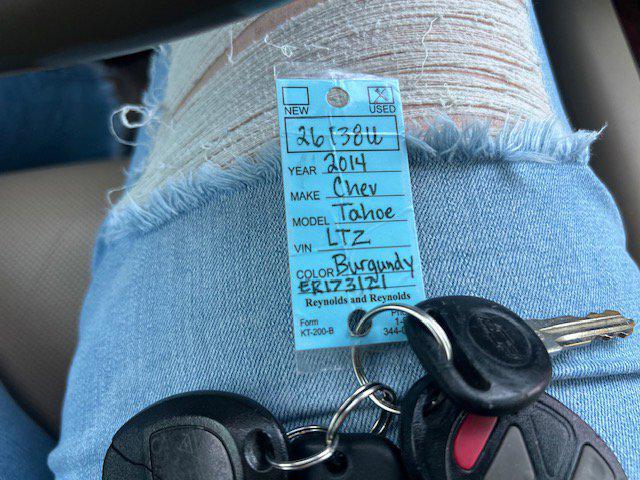 NEW USED
YEAR 2014
MAKE Chev
MODEL Tahoe
VIN LTZ
COLOR Burgundy
ER173121
Reynolds and Reynolds
Form
KT-200-B 344-